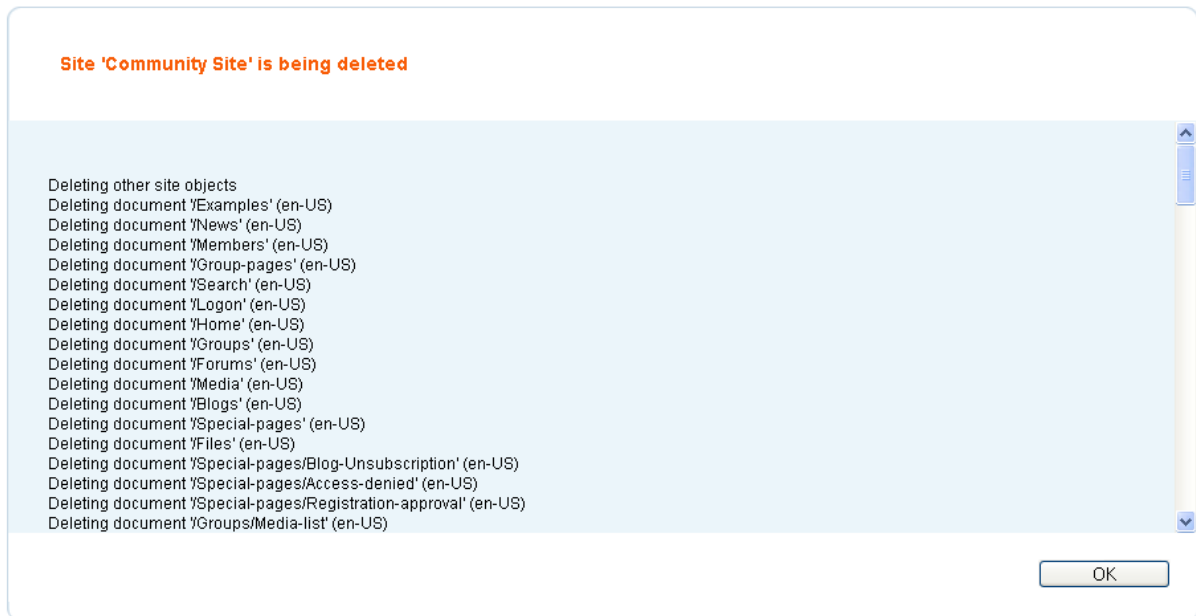 Site 'Community Site' is being deleted
Deleting other site objects
Deleting document '/Examples' (en-US)
Deleting document '/News' (en-US)
Deleting document '/Members' (en-US)
Deleting document '/Group-pages' (en-US)
Deleting document '/Search' (en-US)
Deleting document '/Logon' (en-US)
Deleting document '/Home' (en-US)
Deleting document '/Groups' (en-US)
Deleting document '/Forums' (en-US)
Deleting document '/Media' (en-US)
Deleting document '/Blogs' (en-US)
Deleting document '/Special-pages' (en-US)
Deleting document '/Files' (en-US)
Deleting document '/Special-pages/Blog-Unsubscription' (en-US)
Deleting document '/Special-pages/Access-denied' (en-US)
Deleting document '/Special-pages/Registration-approval' (en-US)
Deleting document '/Groups/Media-list' (en-US)
OK